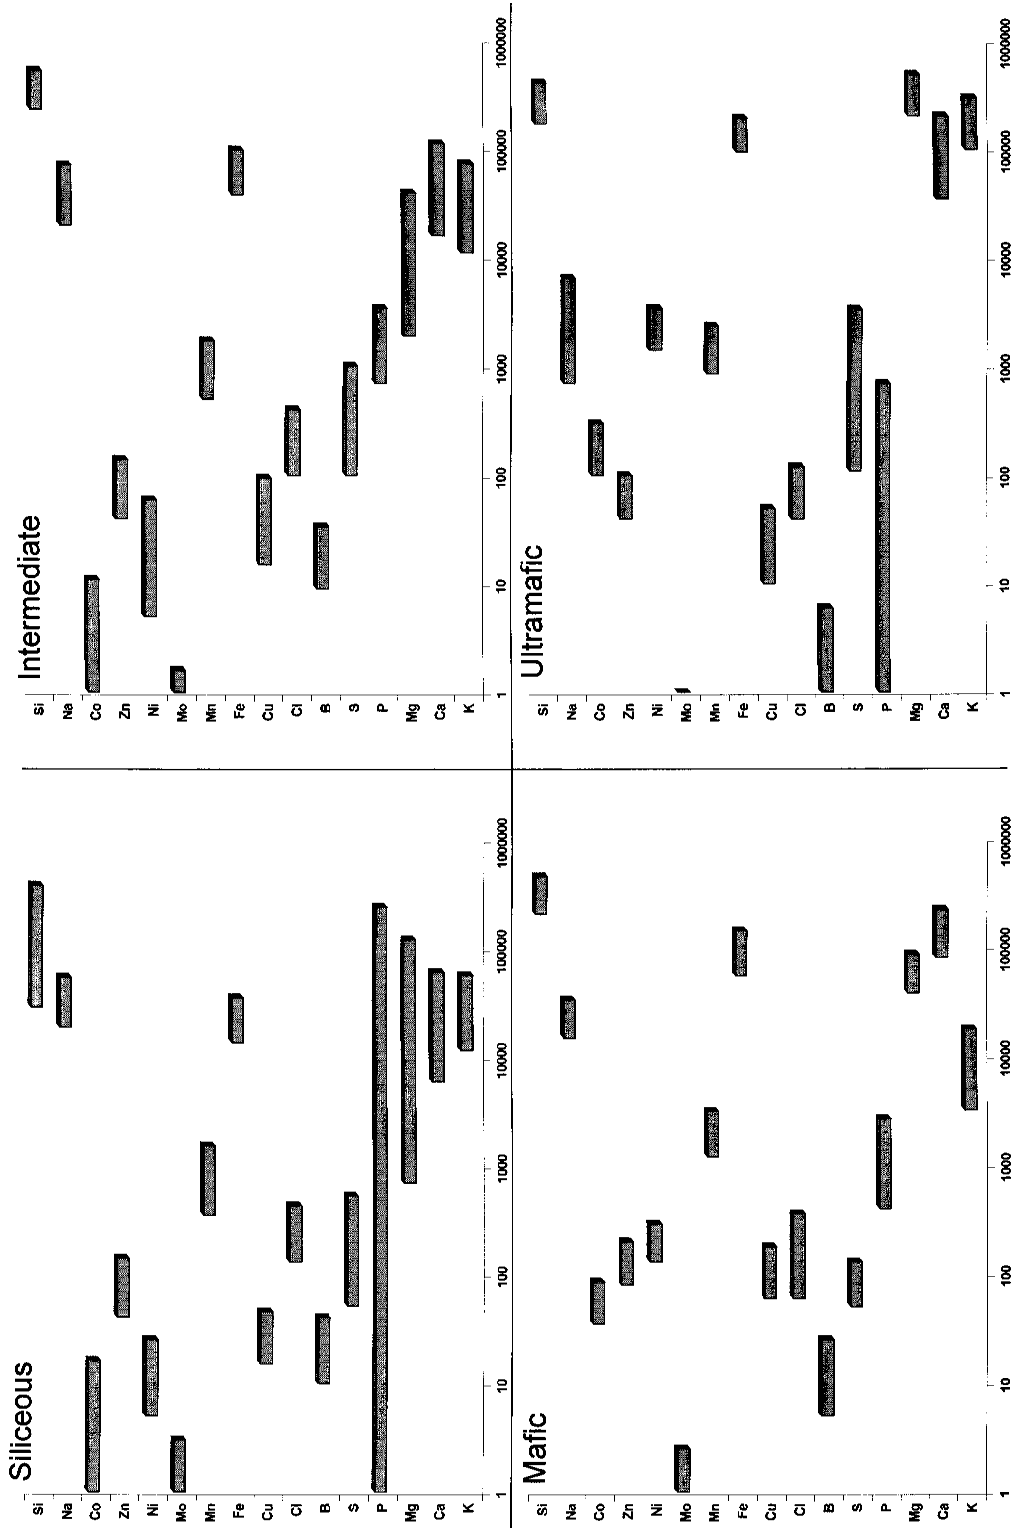 Siliceous
Si
Na
Co
Zn
Ni
Mo
Mn
Fe
Cu
Cl
B
S
P
Mg
Ca
K
1
10
100
1000
10000
100000
1000000
Intermediate
Si
Na
Co
Zn
Ni
Mo
Mn
Fe
Cu
Cl
B
S
P
Mg
Ca
K
1
10
100
1000
10000
100000
1000000
Mafic
Si
Na
Co
Zn
Ni
Mo
Mn
Fe
Cu
Cl
B
S
P
Mg
Ca
K
1
10
100
1000
10000
100000
1000000
Ultramafic
Si
Na
Co
Zn
Ni
Mo
Mn
Fe
Cu
Cl
B
S
P
Mg
Ca
K
1
10
100
1000
10000
100000
1000000